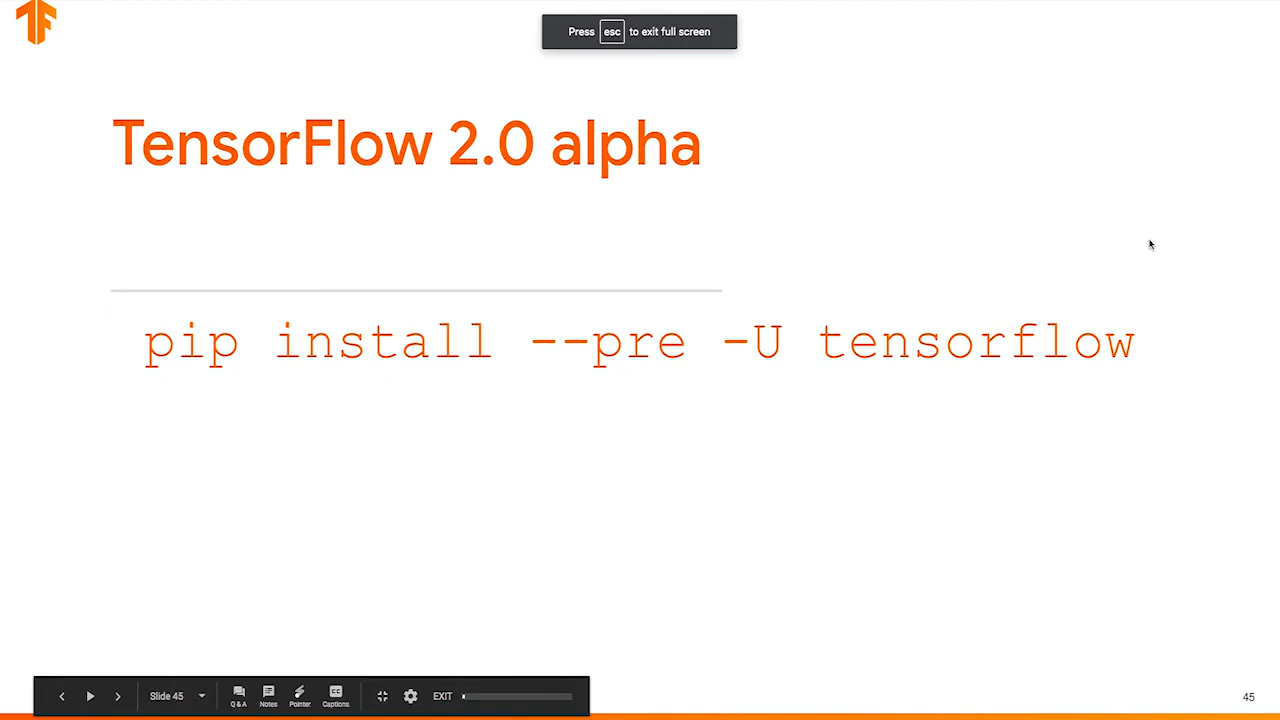 Press esc to exit full screen
TensorFlow 2.0 alpha
pip install --pre -U tensorflow
Slide 45
Q & A
Notes
Pointer
CC
Captions
EXIT
45